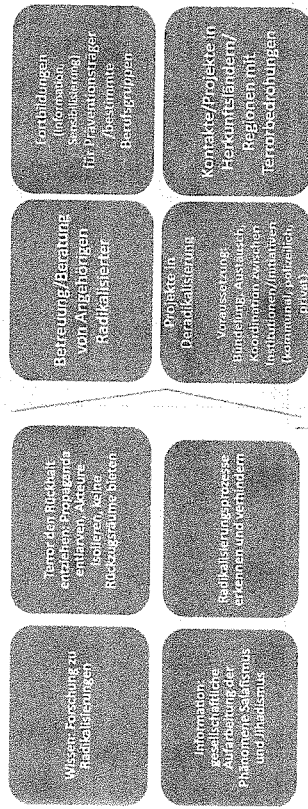 Wissen: Forschung zu
Radikalisierungen
Terror den Rückhalt
entziehen: Propaganda
entlarven, Akteure
isolieren, keine
Rückzugsräume bieten
Information:
gesellschaftliche
Aufarbeitung der
Phänomene Salafismus
und Jihadismus
Radikalisierungsprozesse
erkennen und verhindern
Betreuung/Beratung
von Angehörigen
Radikalisierter
Fortbildungen
(Information,
Sensibilisierung)
für Präventionsträger
/bestimmte
Berufsgruppen
Projekte in
Deradikalisierung
Voraussetzung:
Bündelung, Austausch,
Koordination zwischen
Institutionen/Initiativen
(kommunal, polizeilich,
privat)
Kontakte/Projekte in
Herkunftsländern/
Regionen mit
Terrorbedrohungen